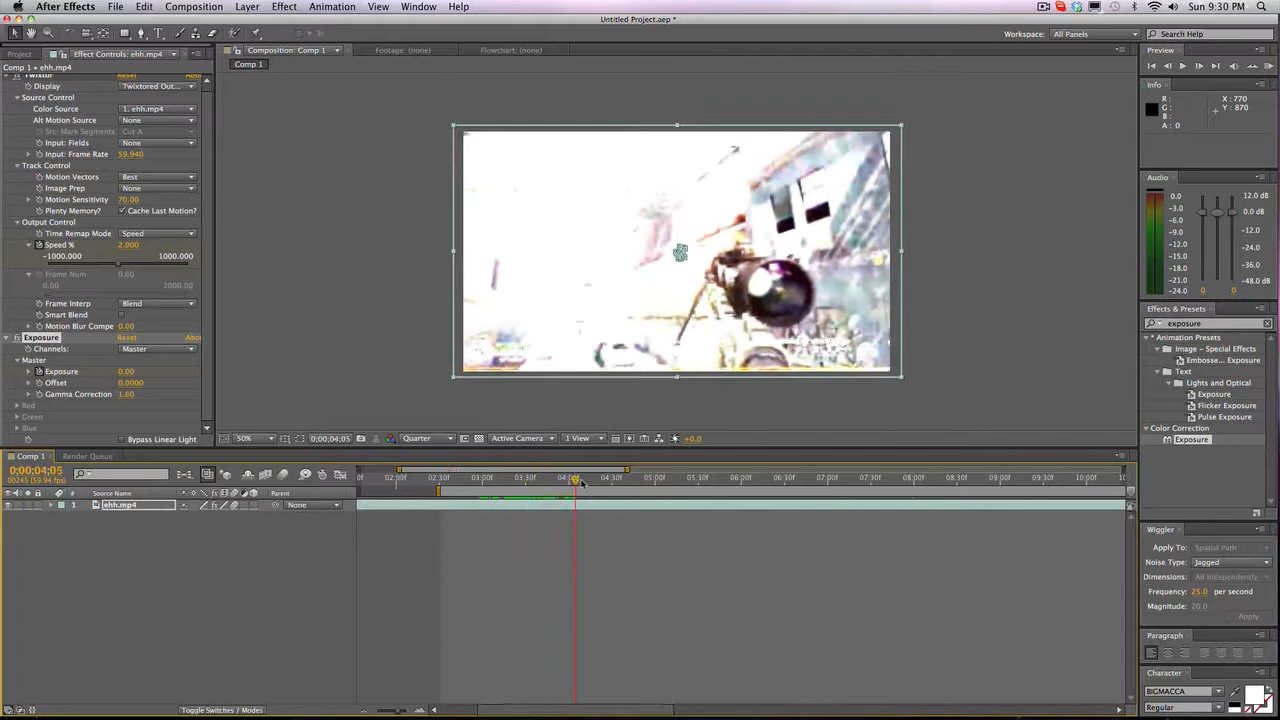 After Effects File Edit Composition Layer Effect Animation View Window Help Sun 9:30 PM
Untitled Project.aep *
Workspace: All Panels Search Help
Project Effect Controls: ehh.mp4 Composition: Comp 1 Footage: (none) Flowchart: (none) Preview
Comp 1 • ehh.mp4 Comp 1
Twixtor Reset
Display Twixtored Out...
Source Control
Color Source 1. ehh.mp4
Alt Motion Source None
Src: Mark Segments Cut A
Input: Fields None
Input: Frame Rate 59.940
Track Control
Motion Vectors Best
Image Prep None
Motion Sensitivity 70.00
Plenty Memory? Cache Last Motion?
Output Control
Time Remap Mode Speed
Speed % 2.000
-1000.000 1000.000
Frame Num 0.00
0.00 2000.00
Frame Interp Blend
Smart Blend
Motion Blur Compe 0.00
Exposure Reset Abo
Channels: Master
Master
Exposure 0.00
Offset 0.0000
Gamma Correction 1.00
Red
Green
Blue
Bypass Linear Light
50% 0;00;04;05 Quarter Active Camera 1 View +0.0
Info
R: X: 770
G: Y: 870
B:
A: 0
Audio
0.0 12.0 dB
-3.0 6.0 dB
-6.0 0.0 dB
-9.0 -6.0
-12.0 -12.0
-15.0 -18.0
-18.0 -24.0
-21.0 -36.0
-24.0 -48.0 dB
0 0
Effects & Presets
exposure
* Animation Presets
Image – Special Effects
Embosse... Exposure
Text
Lights and Optical
Exposure
Flicker Exposure
Pulse Exposure
Color Correction
Exposure
Comp 1 Render Queue
0;00;04;05
00245 (59.94 fps)
0f 02:00f 02:30f 03:00f 03:30f 04:00f 04:30f 05:00f 05:30f 06:00f 06:30f 07:00f 07:30f 08:00f 08:30f 09:00f 09:30f 10:00f
# Source Name Parent
1 ehh.mp4 None
Toggle Switches / Modes
Wiggler
Apply To: Spatial Path
Noise Type: Jagged
Dimensions: All Independently
Frequency: 25.0 per second
Magnitude: 20.0
Apply
Paragraph
Character
BIGMACCA
Regular